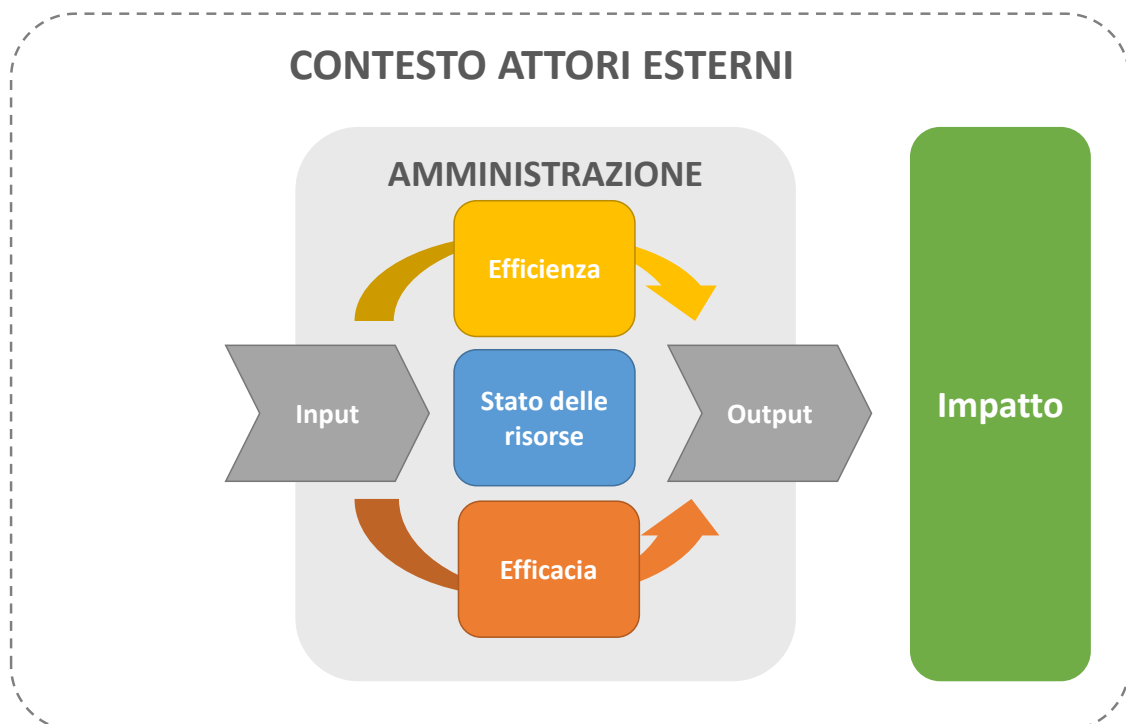 CONTESTO ATTORI ESTERNI
AMMINISTRAZIONE
Efficienza
Input
Stato delle
risorse
Output
Impatto
Efficacia